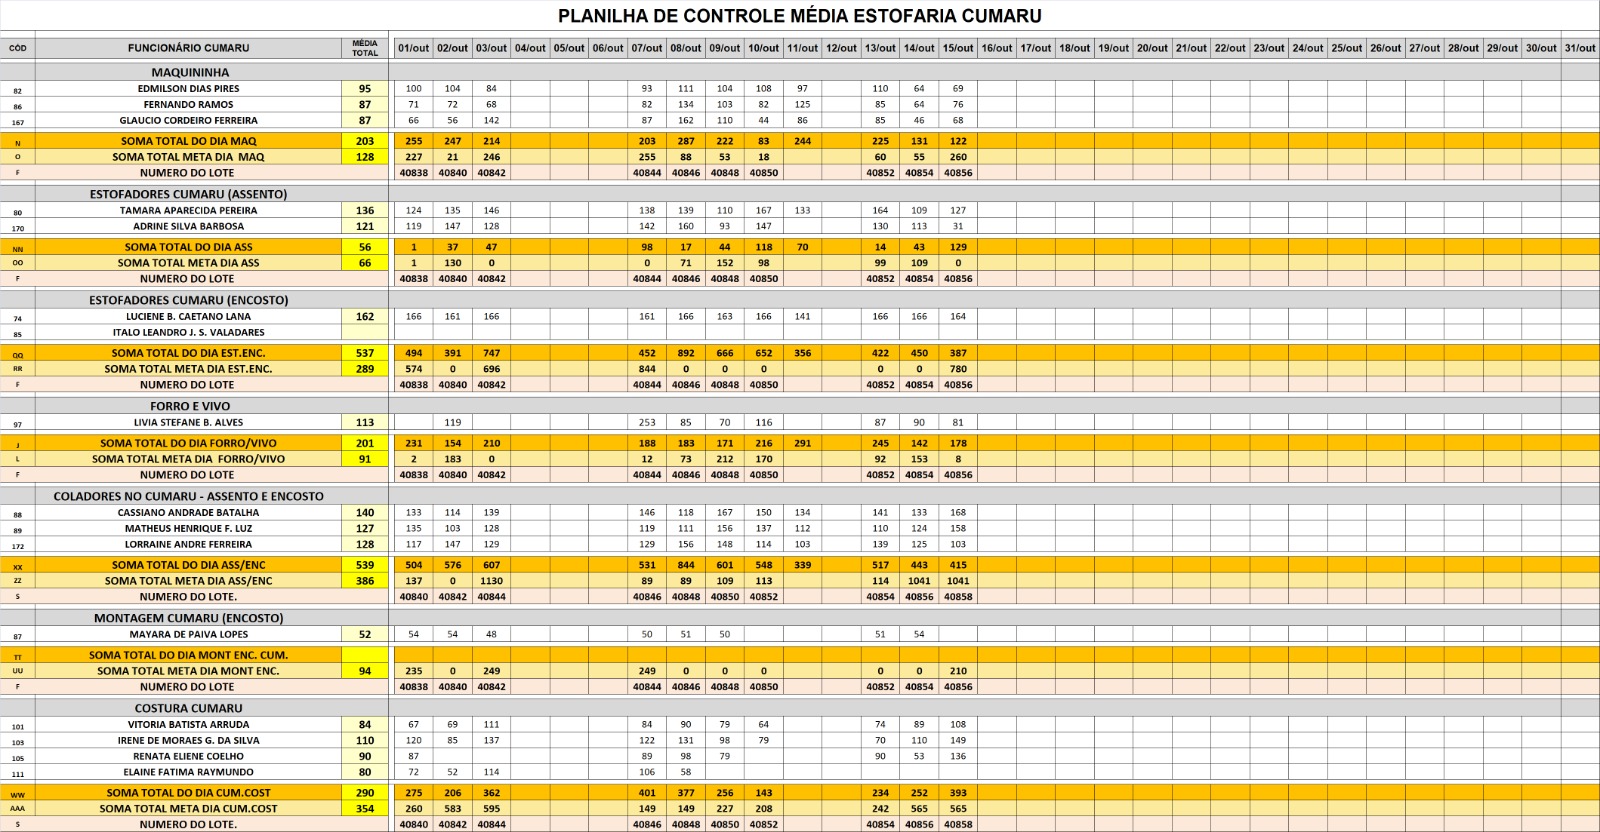 PLANILHA DE CONTROLE MÉDIA ESTOFARIA CUMARU
CÓD FUNCIONÁRIO CUMARU MÉDIA TOTAL 01/out 02/out 03/out 04/out 05/out 06/out 07/out 08/out 09/out 10/out 11/out 12/out 13/out 14/out 15/out 16/out 17/out 18/out 19/out 20/out 21/out 22/out 23/out 24/out 25/out 26/out 27/out 28/out 29/out 30/out 31/out
MAQUININHA
82 EDMILSON DIAS PIRES 95 100 104 84 93 111 104 108 97 110 64 69
86 FERNANDO RAMOS 87 71 72 68 82 134 103 82 125 85 64 76
167 GLAUCIO CORDEIRO FERREIRA 87 66 56 142 87 162 110 44 86 85 46 68
N SOMA TOTAL DO DIA MAQ 203 255 247 214 203 287 222 83 244 225 131 122
O SOMA TOTAL META DIA MAQ 128 227 21 246 255 88 53 18 60 55 260
F NUMERO DO LOTE 40838 40840 40842 40844 40846 40848 40850 40852 40854 40856
ESTOFADORES CUMARU (ASSENTO)
80 TAMARA APARECIDA PEREIRA 136 124 135 146 138 139 110 167 133 164 109 127
170 ADRINE SILVA BARBOSA 121 119 147 128 142 160 93 147 130 113 31
NN SOMA TOTAL DO DIA ASS 56 1 37 47 98 17 44 118 70 14 43 129
OO SOMA TOTAL META DIA ASS 66 1 130 0 0 71 152 98 99 109 0
F NUMERO DO LOTE 40838 40840 40842 40844 40846 40848 40850 40852 40854 40856
ESTOFADORES CUMARU (ENCOSTO)
74 LUCIENE B. CAETANO LANA 162 166 161 166 161 166 163 166 141 166 166 164
85 ITALO LEANDRO J. S. VALADARES
QQ SOMA TOTAL DO DIA EST.ENC. 537 494 391 747 452 892 666 652 356 422 450 387
RR SOMA TOTAL META DIA EST.ENC. 289 574 0 696 844 0 0 0 0 0 780
F NUMERO DO LOTE 40838 40840 40842 40844 40846 40848 40850 40852 40854 40856
FORRO E VIVO
97 LIVIA STEFANE B. ALVES 113 119 253 85 70 116 87 90 81
J SOMA TOTAL DO DIA FORRO/VIVO 201 231 154 210 188 183 171 216 291 245 142 178
L SOMA TOTAL META DIA FORRO/VIVO 91 2 183 0 12 73 212 170 92 153 8
F NUMERO DO LOTE 40838 40840 40842 40844 40846 40848 40850 40852 40854 40856
COLADORES NO CUMARU - ASSENTO E ENCOSTO
88 CASSIANO ANDRADE BATALHA 140 133 114 139 146 118 167 150 134 141 133 168
89 MATHEUS HENRIQUE F. LUZ 127 135 103 128 119 111 156 137 112 110 124 158
172 LORRAINE ANDRE FERREIRA 128 117 147 129 129 156 148 114 103 139 125 103
XX SOMA TOTAL DO DIA ASS/ENC 539 504 576 607 531 844 601 548 339 517 443 415
ZZ SOMA TOTAL META DIA ASS/ENC 386 137 0 1130 89 89 109 113 114 1041 1041
S NUMERO DO LOTE. 40840 40842 40844 40846 40848 40850 40852 40854 40856 40858
MONTAGEM CUMARU (ENCOSTO)
87 MAYARA DE PAIVA LOPES 52 54 54 48 50 51 50 51 54
TT SOMA TOTAL DO DIA MONT ENC. CUM.
UU SOMA TOTAL META DIA MONT ENC. 94 235 0 249 249 0 0 0 0 0 210
F NUMERO DO LOTE 40838 40840 40842 40844 40846 40848 40850 40852 40854 40856
COSTURA CUMARU
101 VITORIA BATISTA ARRUDA 84 67 69 111 84 90 79 64 74 89 108
103 IRENE DE MORAES G. DA SILVA 110 120 85 137 122 131 98 79 70 110 149
105 RENATA ELIENE COELHO 90 87 89 98 79 90 53 136
111 ELAINE FATIMA RAYMUNDO 80 72 52 114 106 58
WW SOMA TOTAL DO DIA CUM.COST 290 275 206 362 401 377 256 143 234 252 393
AAA SOMA TOTAL META DIA CUM.COST 354 260 583 595 149 149 227 208 242 565 565
S NUMERO DO LOTE. 40840 40842 40844 40846 40848 40850 40852 40854 40856 40858